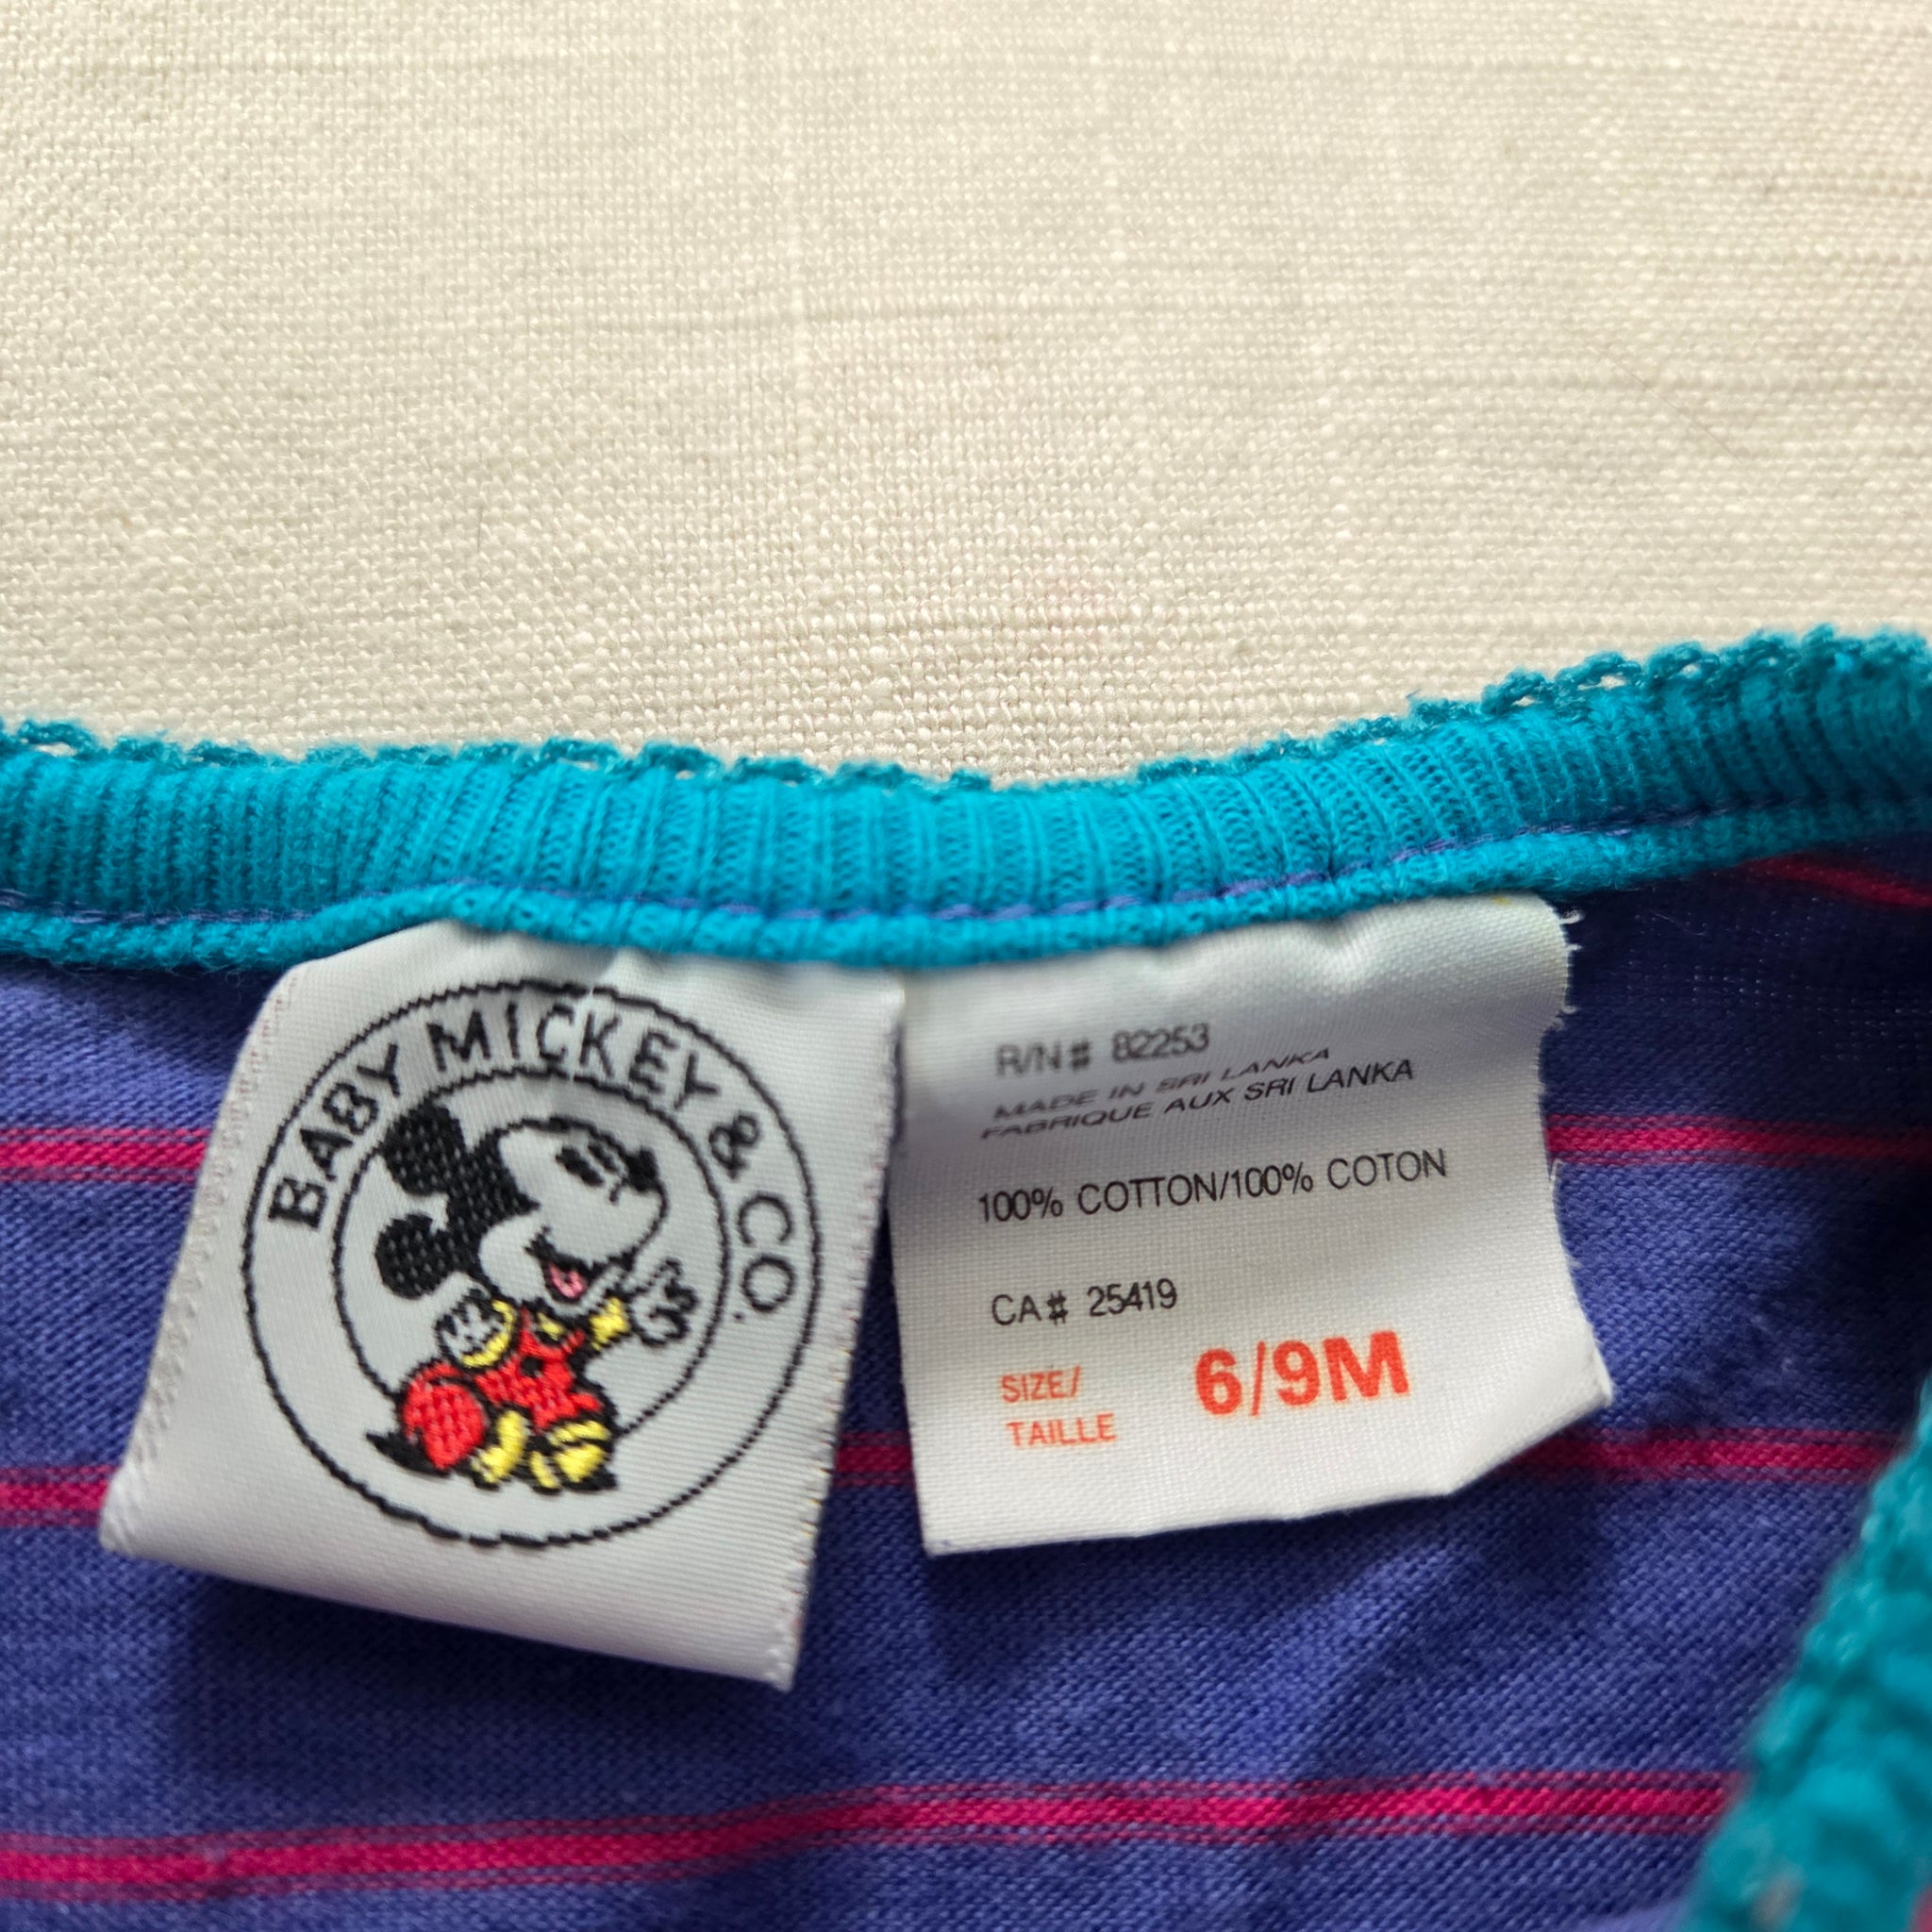 BABY MICKEY & CO.
R/N# 82253
MADE IN SRI LANKA
FABRIQUE AUX SRI LANKA
100% COTTON/100% COTON
CA# 25419
SIZE/ 6/9M
TAILLE